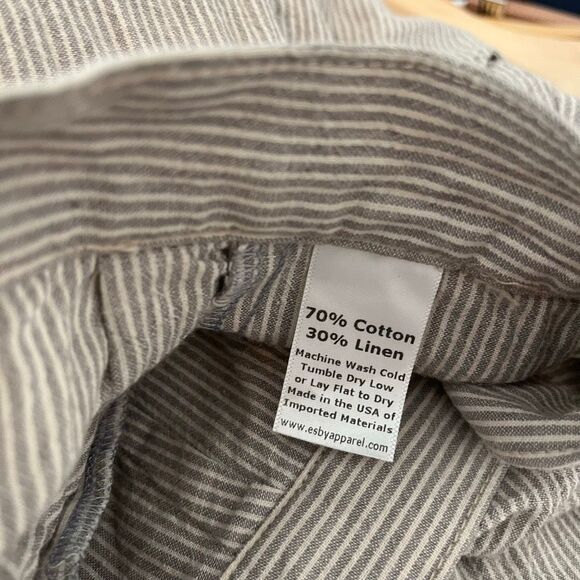 70% Cotton
30% Linen
Machine Wash Cold
Tumble Dry Low
or Lay Flat to Dry
Made in the USA of
Imported Materials
www.esbyapparel.com